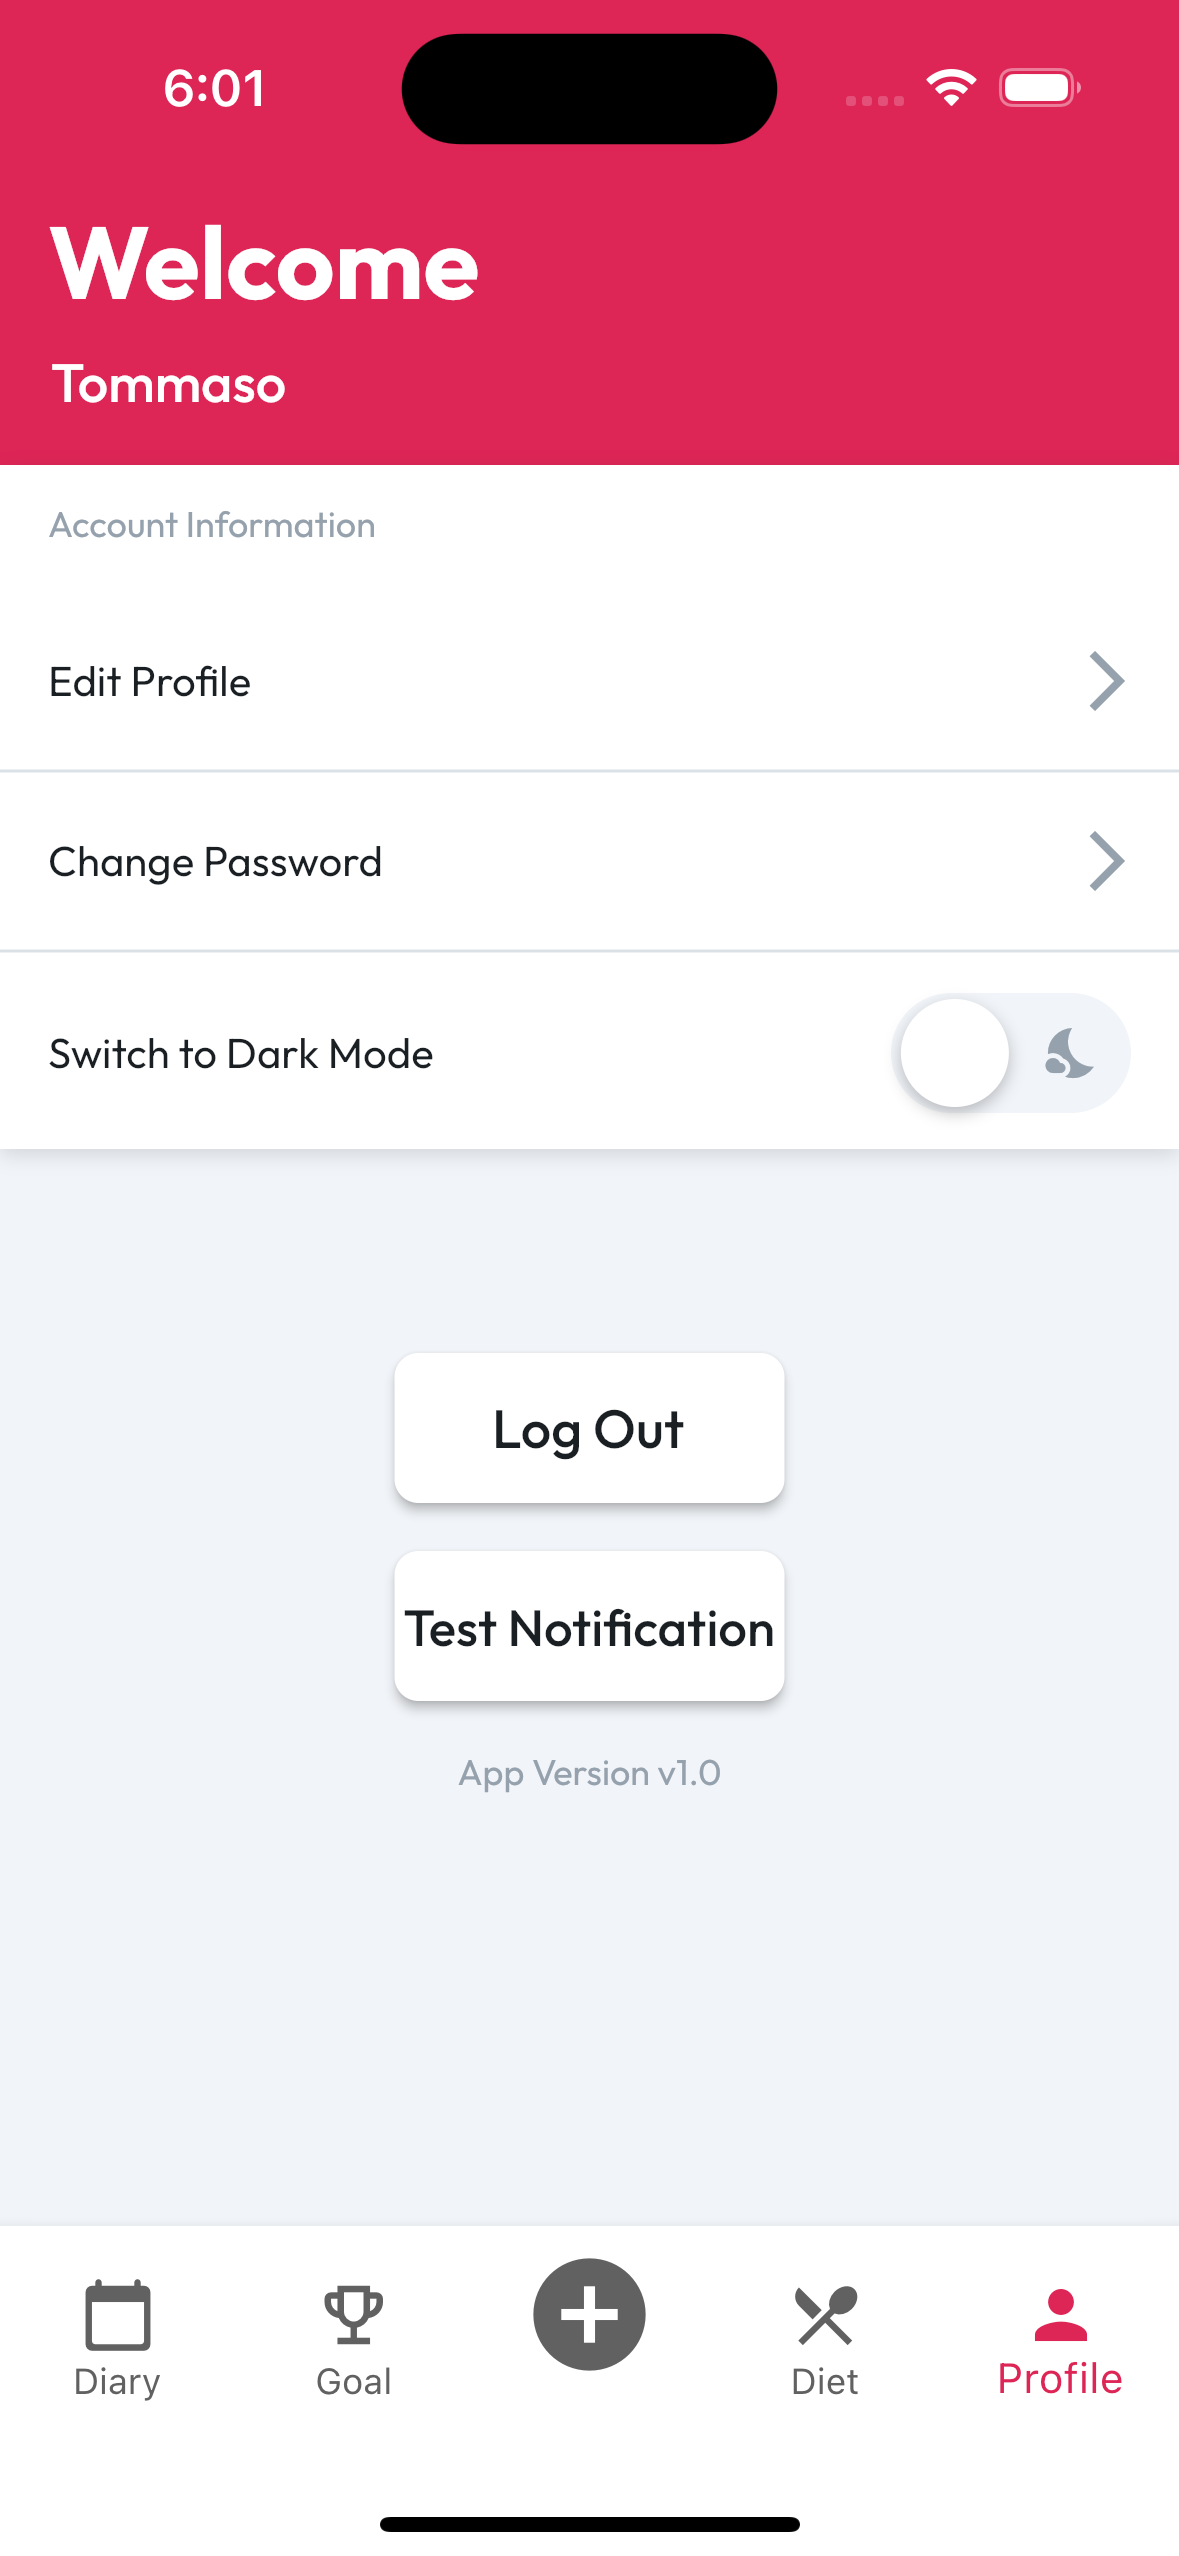 6:01
Welcome
Tommaso
Account Information
Edit Profile
Change Password
Switch to Dark Mode
Log Out
Test Notification
App Version v1.0
Diary
Goal
Diet
Profile